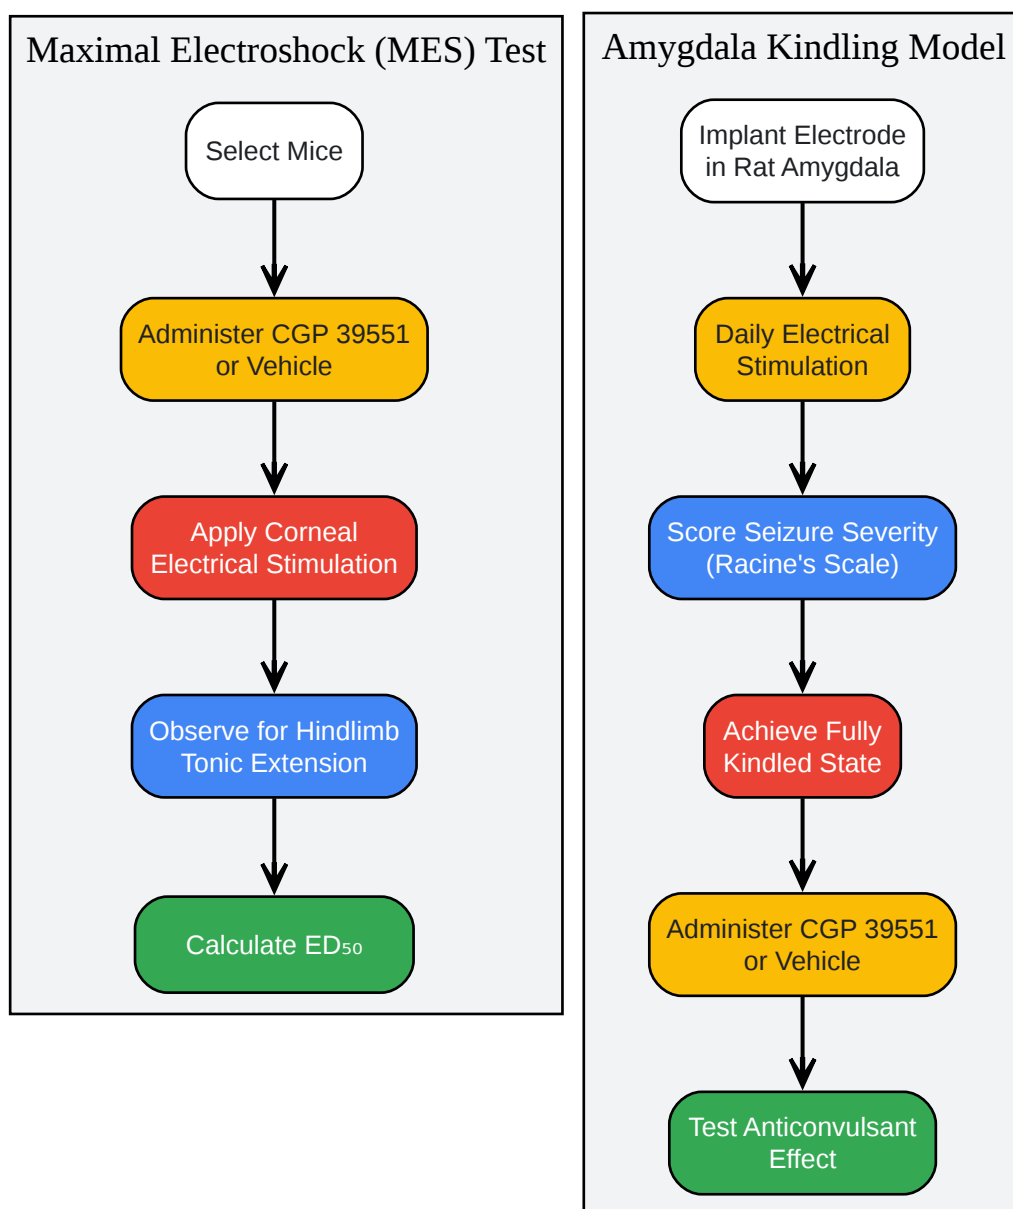 Maximal Electroshock (MES) Test
Select Mice
Administer CGP 39551
or Vehicle
Apply Corneal
Electrical Stimulation
Observe for Hindlimb
Tonic Extension
Calculate ED₅₀
Amygdala Kindling Model
Implant Electrode
in Rat Amygdala
Daily Electrical
Stimulation
Score Seizure Severity
(Racine's Scale)
Achieve Fully
Kindled State
Administer CGP 39551
or Vehicle
Test Anticonvulsant
Effect